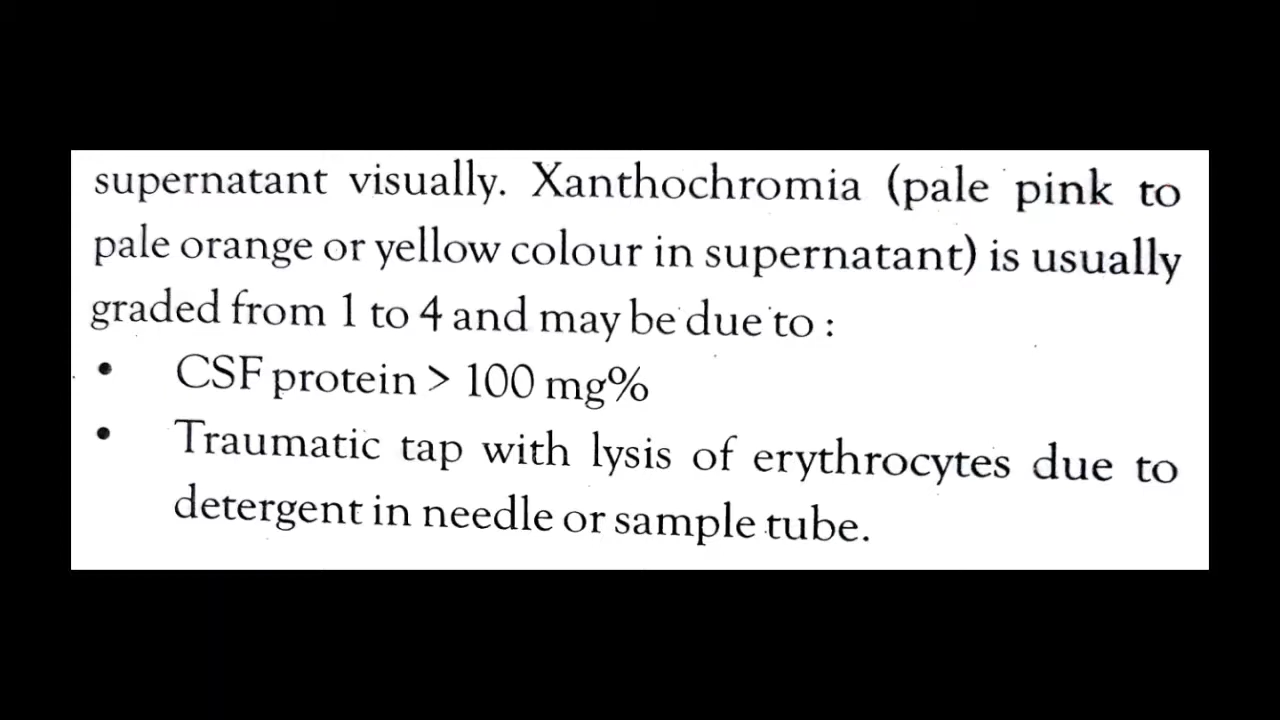 supernatant visually. Xanthochromia (pale pink to
pale orange or yellow colour in supernatant) is usually
graded from 1 to 4 and may be due to :
• CSF protein > 100 mg%
• Traumatic tap with lysis of erythrocytes due to
detergent in needle or sample tube.